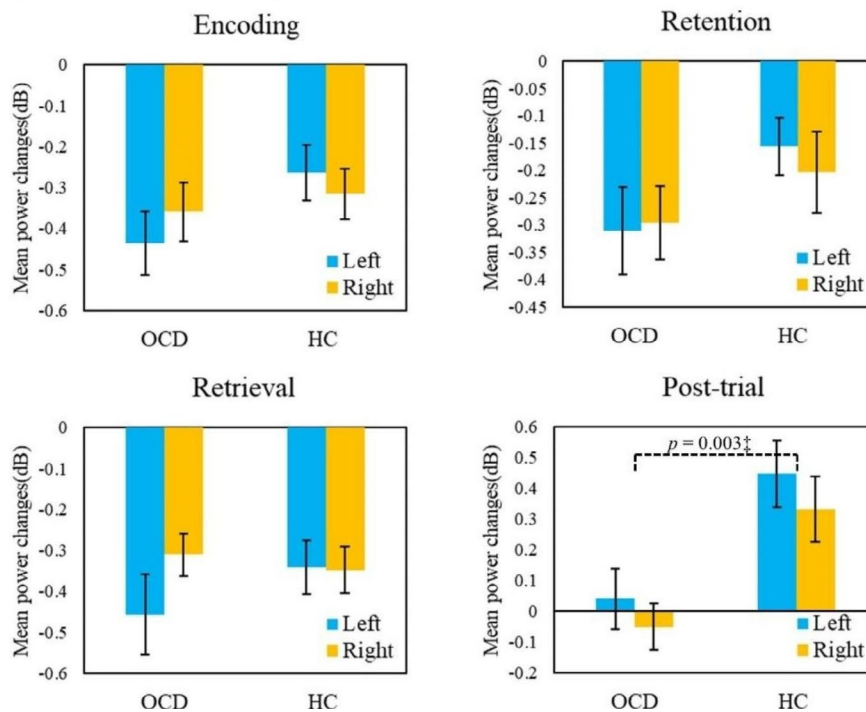 Encoding
Mean power changes(dB)
0
-0.1
-0.2
-0.3
-0.4
-0.5
-0.6
Left
Right
OCD HC
Retention
Mean power changes(dB)
0
-0.05
-0.1
-0.15
-0.2
-0.25
-0.3
-0.35
-0.4
-0.45
Left
Right
OCD HC
Retrieval
Mean power changes(dB)
0
-0.1
-0.2
-0.3
-0.4
-0.5
-0.6
Left
Right
OCD HC
Post-trial
Mean power changes(dB)
0.6
0.5
0.4
0.3
0.2
0.1
0
-0.1
-0.2
p = 0.003‡
Left
Right
OCD HC